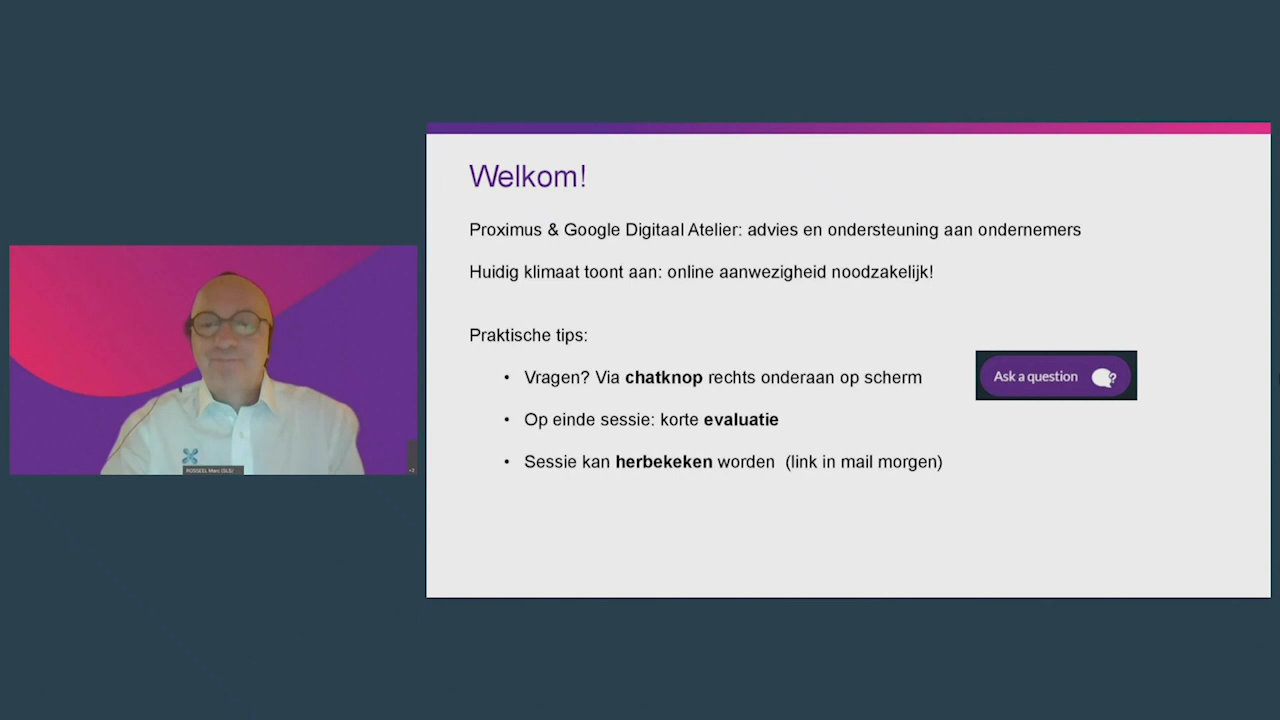 Welkom!
Proximus & Google Digitaal Atelier: advies en ondersteuning aan ondernemers
Huidig klimaat toont aan: online aanwezigheid noodzakelijk!
Praktische tips:
• Vragen? Via chatknop rechts onderaan op scherm
Ask a question
• Op einde sessie: korte evaluatie
• Sessie kan herbekeken worden (link in mail morgen)